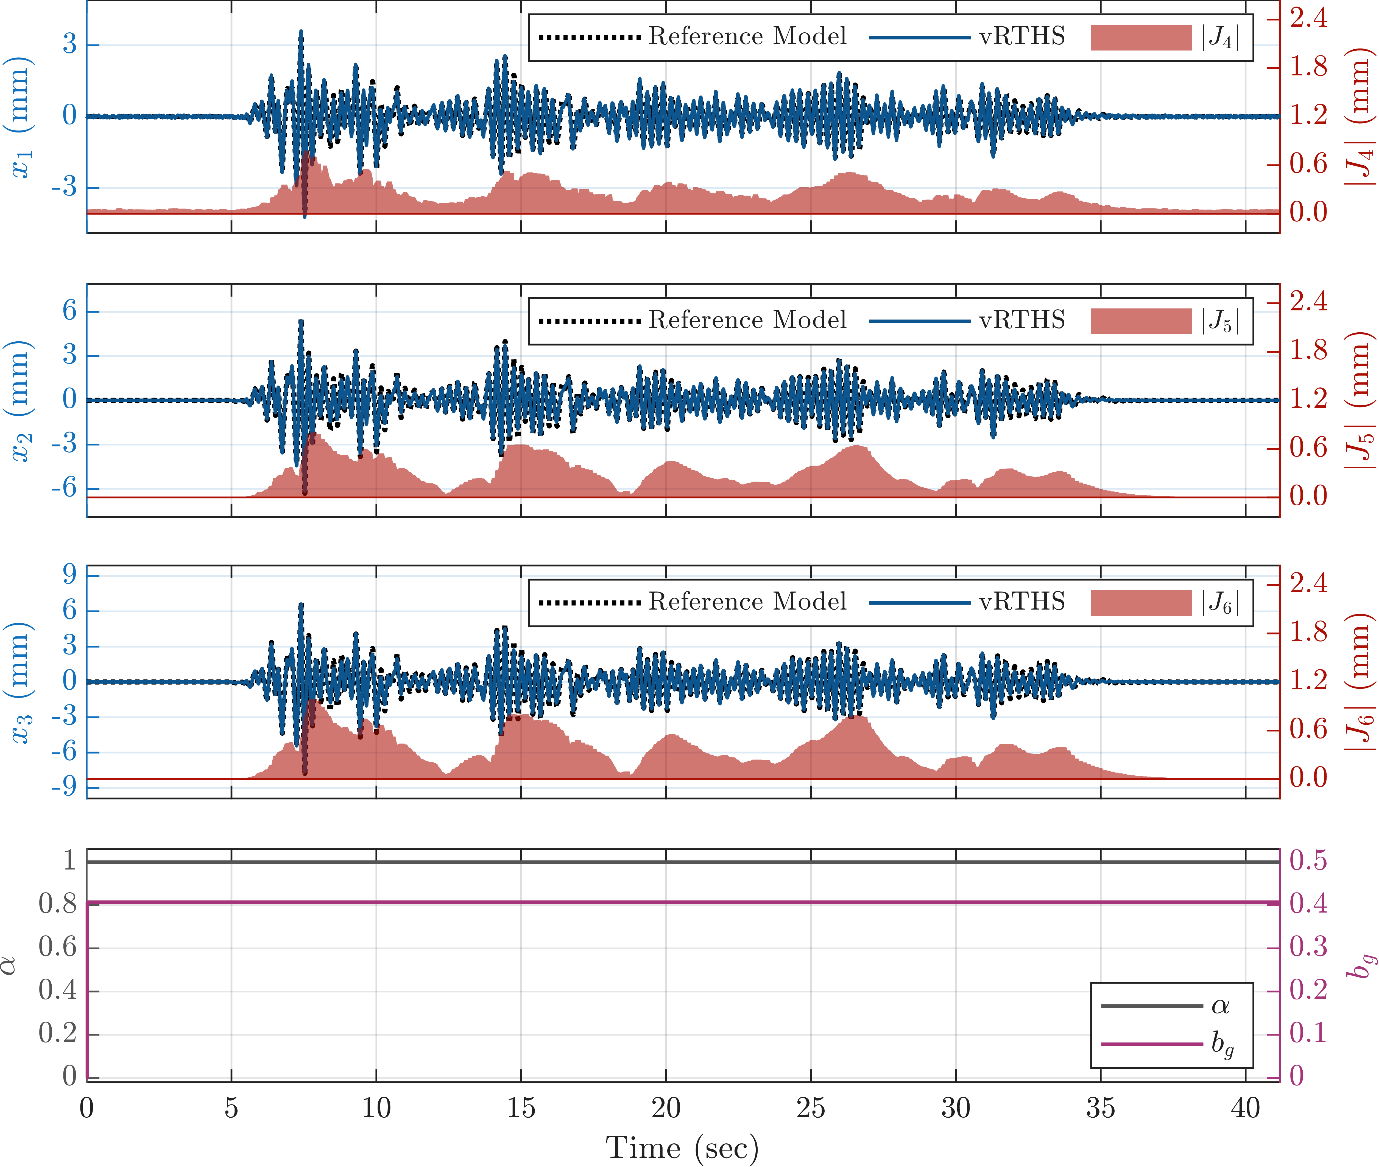 Reference Model vRTHS |J4|
x1 (mm)
3
0
-3
2.4
1.8
1.2
0.6
0.0
|J4| (mm)
Reference Model vRTHS |J5|
x2 (mm)
6
3
0
-3
-6
2.4
1.8
1.2
0.6
0.0
|J5| (mm)
Reference Model vRTHS |J6|
x3 (mm)
9
6
3
0
-3
-6
-9
2.4
1.8
1.2
0.6
0.0
|J6| (mm)
α
1
0.8
0.6
0.4
0.2
0
α
bg
0.5
0.4
0.3
0.2
0.1
0
bg
0 5 10 15 20 25 30 35 40
Time (sec)